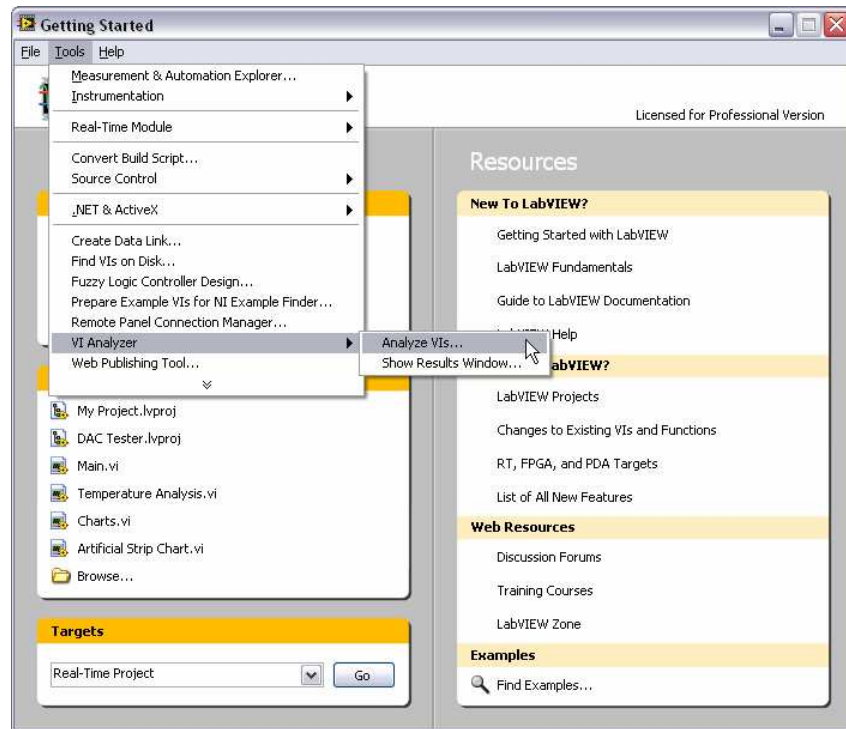 Getting Started
File Tools Help
Measurement & Automation Explorer...
Instrumentation
Real-Time Module
Convert Build Script...
Source Control
.NET & ActiveX
Create Data Link...
Find VIs on Disk...
Fuzzy Logic Controller Design...
Prepare Example VIs for NI Example Finder...
Remote Panel Connection Manager...
VI Analyzer
Web Publishing Tool...
Analyze VIs...
Show Results Window...
My Project.lvproj
DAC Tester.lvproj
Main.vi
Temperature Analysis.vi
Charts.vi
Artificial Strip Chart.vi
Browse...
Targets
Real-Time Project
Go
Licensed for Professional Version
Resources
New To LabVIEW?
Getting Started with LabVIEW
LabVIEW Fundamentals
Guide to LabVIEW Documentation
Help
abVIEW?
LabVIEW Projects
Changes to Existing VIs and Functions
RT, FPGA, and PDA Targets
List of All New Features
Web Resources
Discussion Forums
Training Courses
LabVIEW Zone
Examples
Find Examples...